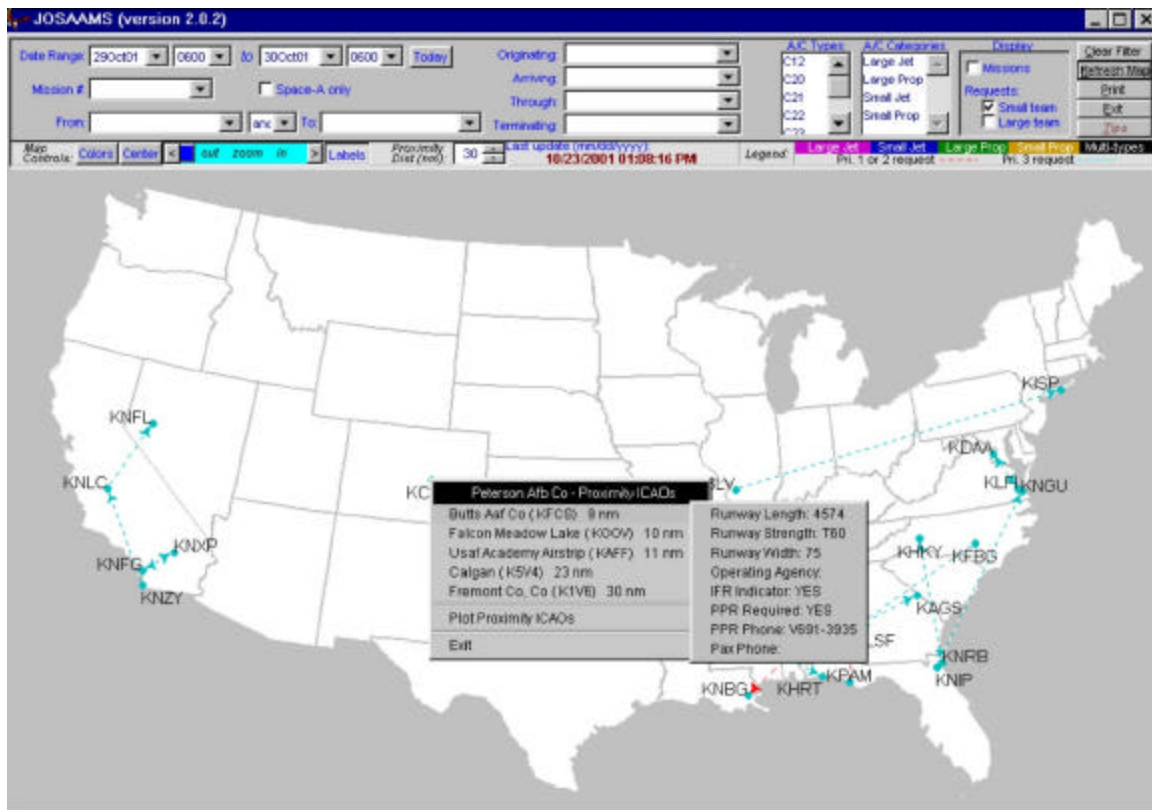 JOSAAMS (version 2.0.2)
Date Range: 29Oct01 0600 to 30Oct01 0600 Today
Mission #:
Space-A only
From: and To:
Originating:
Arriving:
Through:
Terminating:
A/C Types:
C12
C20
C21
C22
C23
A/C Categories
Large Jet
Large Prop
Small Jet
Small Prop
Display
Missions
Requests:
Small team
Large team
Clear Filter
Refresh Map
Print
Exit
Map Controls: Colors Center < out zoom in > Labels
Proximity Dist (nm): 30
Last update (mm/dd/yyyy):
10/23/2001 01:08:16 PM
Legend: Large Jet Small Jet Large Prop Small Prop Multi-types
Pri. 1 or 2 request Pri. 3 request
KISP
KNFL
KDAA
KNLC
KC
BLV
KLFI KNGU
Peterson Afb Co - Proximity ICAOs
Butts Aaf Co (KFCS) 9 nm
Falcon Meadow Lake (KOOV) 10 nm
Usaf Academy Airstrip (KAFF) 11 nm
Calgan (K5V4) 23 nm
Fremont Co, Co (K1V6) 30 nm
Plot Proximity ICAOs
Exit
Runway Length: 4574
Runway Strength: T60
Runway Width: 75
Operating Agency:
IFR Indicator: YES
PPR Required: YES
PPR Phone: V691-3935
Pax Phone:
KNXP
KNFG
KNZY
KHKY
KFBG
KAGS
LSF
KNRB
KNIP
KPAM
KHRT
KNBG